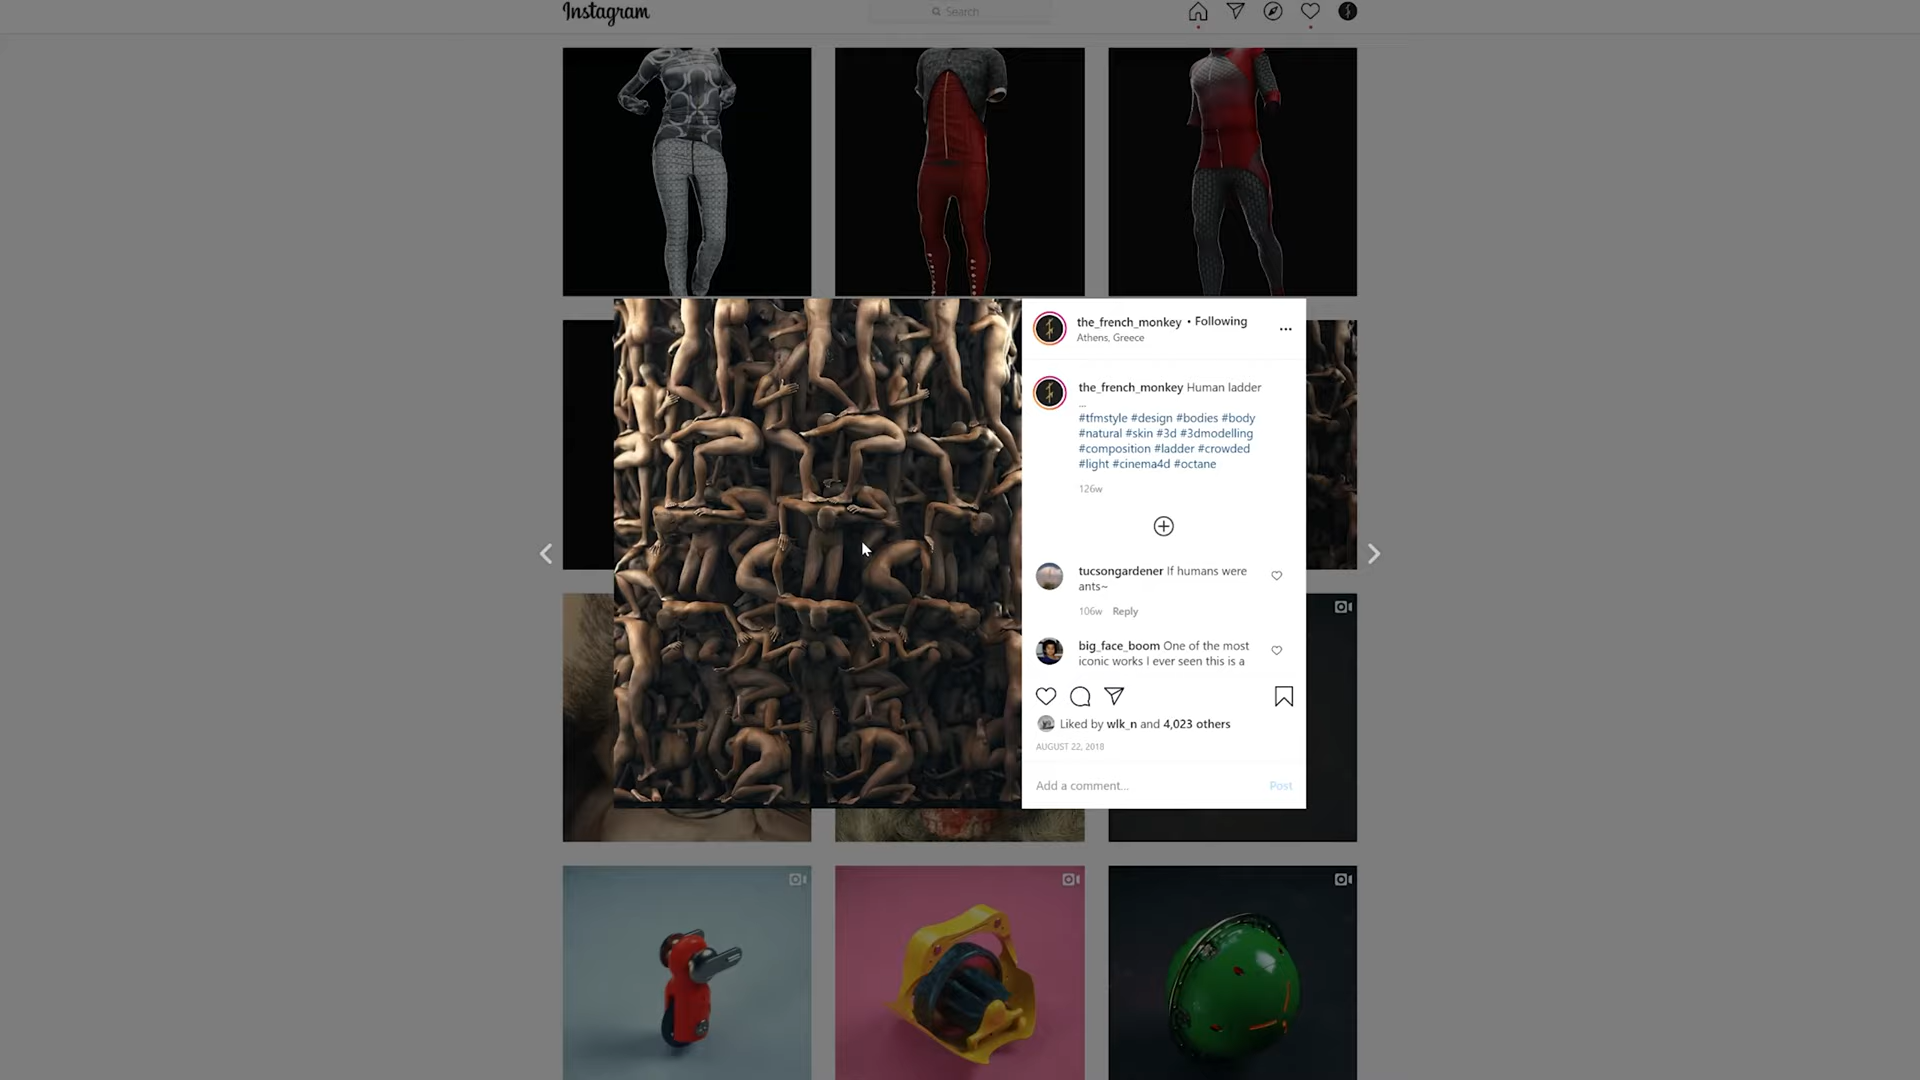 Instagram
Search
the_french_monkey • Following
Athens, Greece
the_french_monkey Human ladder
...
#tfmstyle #design #bodies #body
#natural #skin #3d #3dmodelling
#composition #ladder #crowded
#light #cinema4d #octane
126w
tucsongardener If humans were
ants~
106w Reply
big_face_boom One of the most
iconic works I ever seen this is a
Liked by wlk_n and 4,023 others
AUGUST 22, 2018
Add a comment...
Post